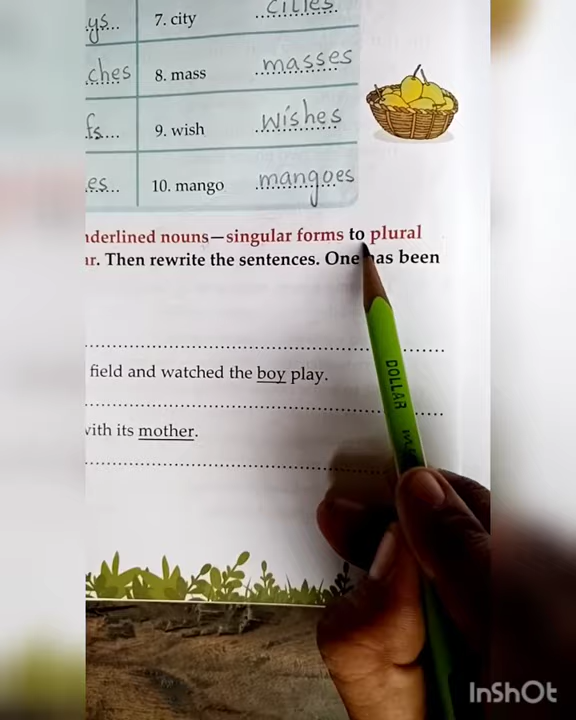 ys... 7. city cities
ches 8. mass masses
fs... 9. wish wishes
es... 10. mango mangoes
nderlined nouns—singular forms to plural
ar. Then rewrite the sentences. One has been
field and watched the boy play.
with its mother.
DOLLAR
InShOt